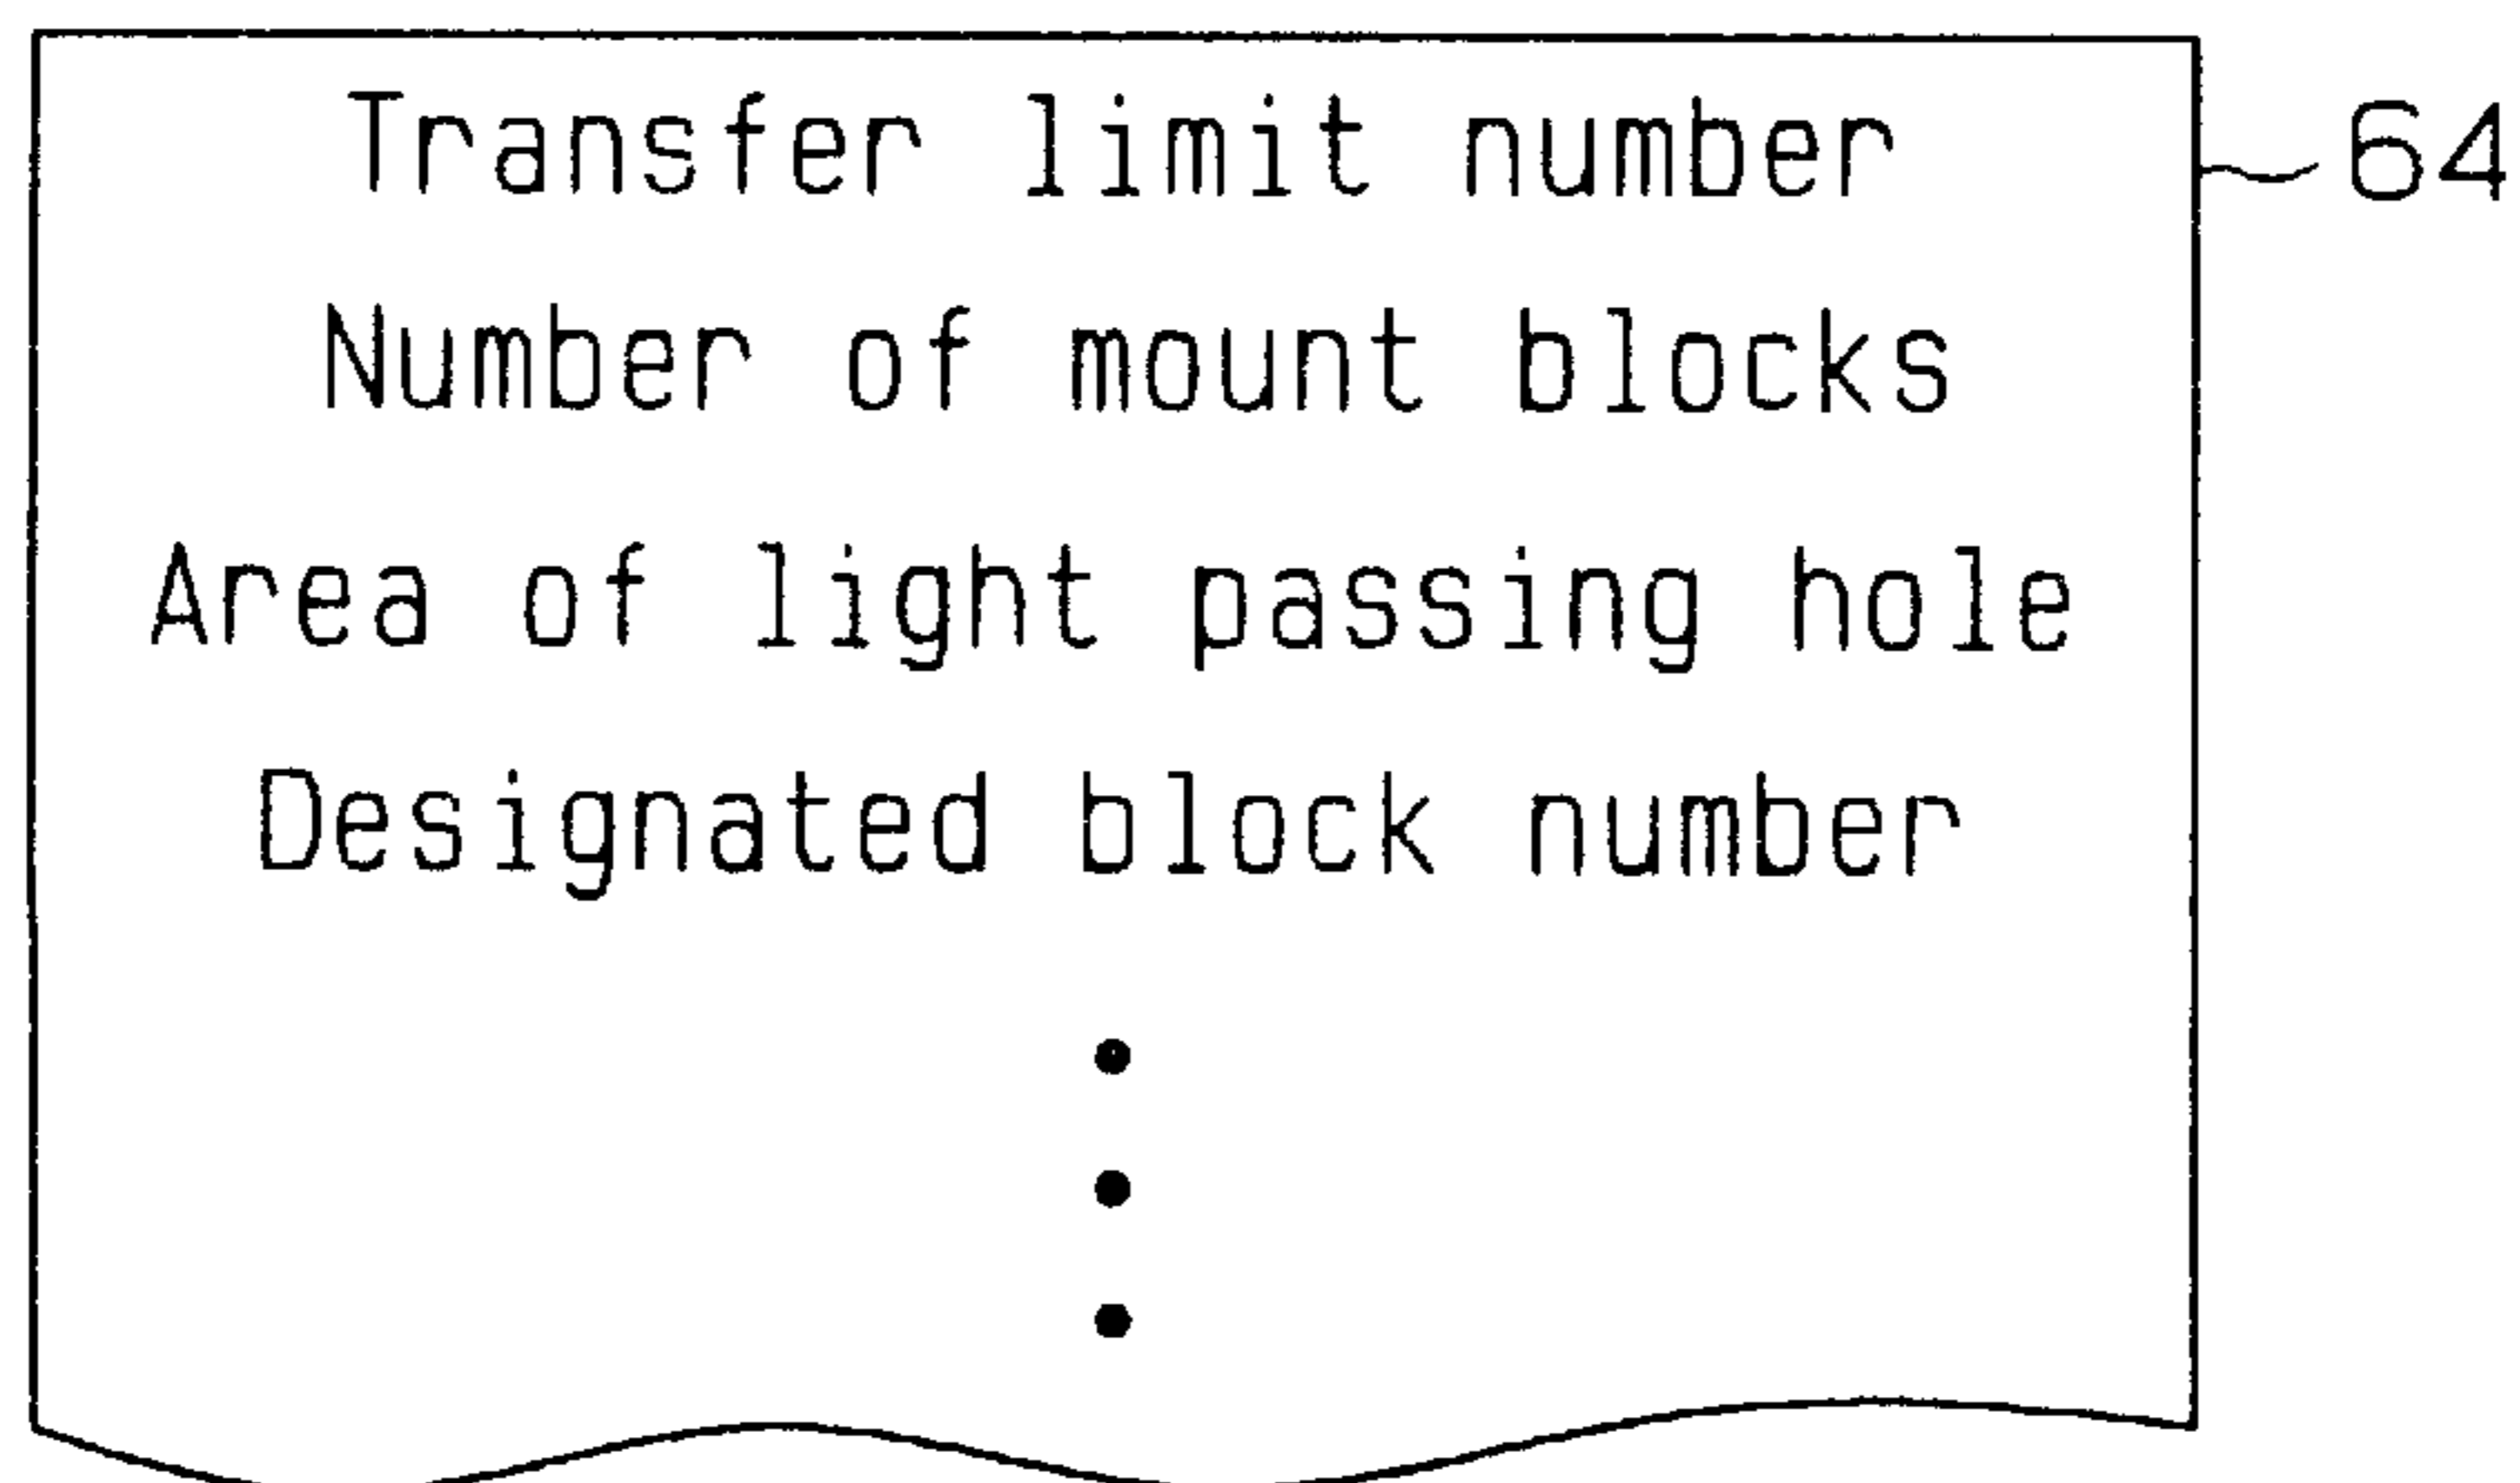 Transfer limit number 64
Number of mount blocks
Area of light passing hole
Designated block number